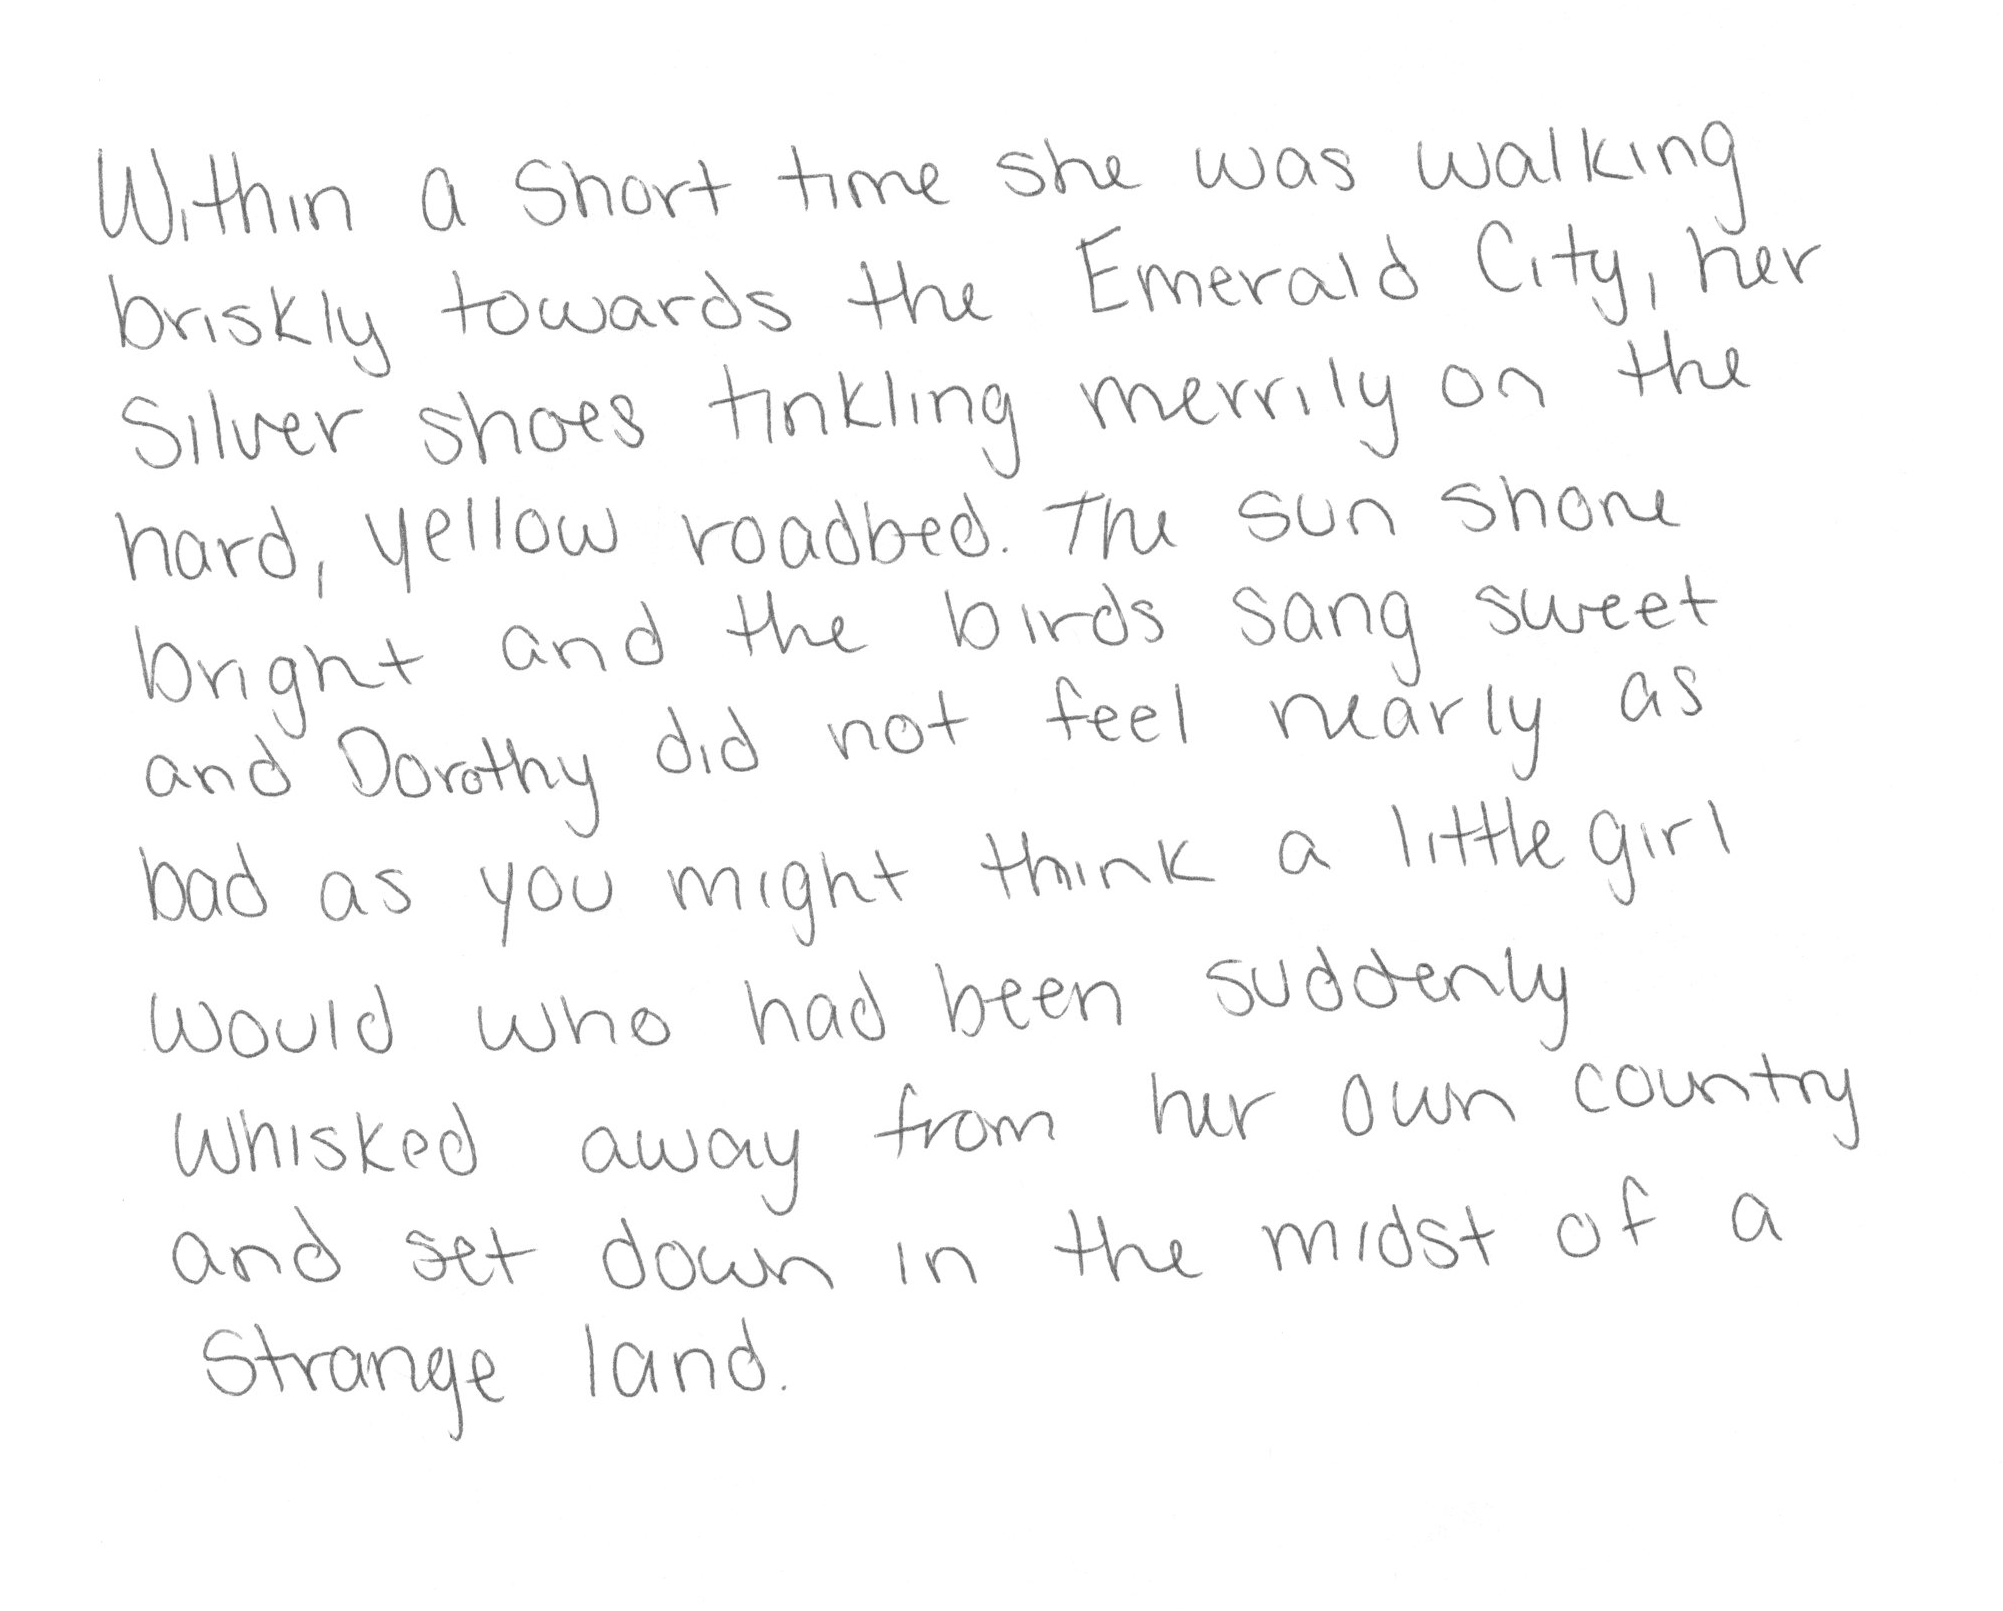 Within a short time she was walking
briskly towards the Emerald City, her
Silver shoes tinkling merrily on the
hard, yellow roadbed. The sun shone
bright and the birds sang sweet
and Dorothy did not feel nearly as
bad as you might think a little girl
would who had been suddenly
whisked away from her own country
and set down in the midst of a
strange land.